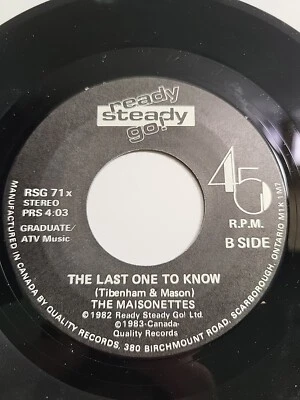 ready
steady
go!
RSG 71x
STEREO
PRS 4:03
GRADUATE/
ATV Music
45
R.P.M.
B SIDE
THE LAST ONE TO KNOW
(Tibenham & Mason)
THE MAISONETTES
℗1982 Ready Steady Go! Ltd
©1983-Canada-
Quality Records
MANUFACTURED IN CANADA BY QUALITY RECORDS, 380 BIRCHMOUNT ROAD, SCARBOROUGH, ONTARIO M1K 1M7